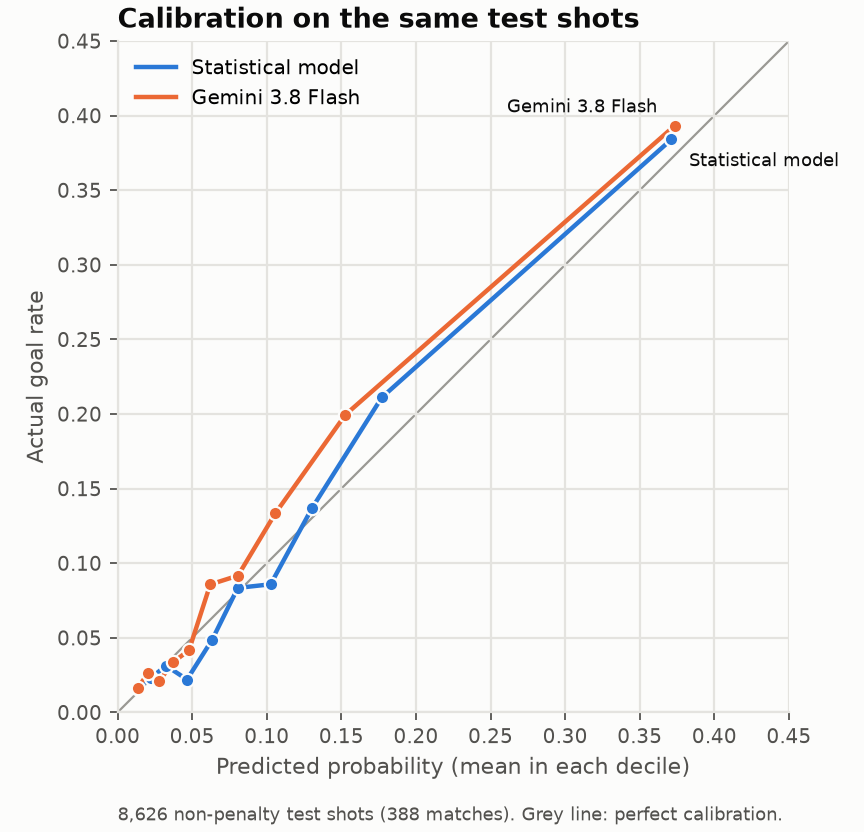 Calibration on the same test shots
Statistical model
Gemini 3.8 Flash
Gemini 3.8 Flash
Statistical model
Actual goal rate
0.45
0.40
0.35
0.30
0.25
0.20
0.15
0.10
0.05
0.00
0.00 0.05 0.10 0.15 0.20 0.25 0.30 0.35 0.40 0.45
Predicted probability (mean in each decile)
8,626 non-penalty test shots (388 matches). Grey line: perfect calibration.